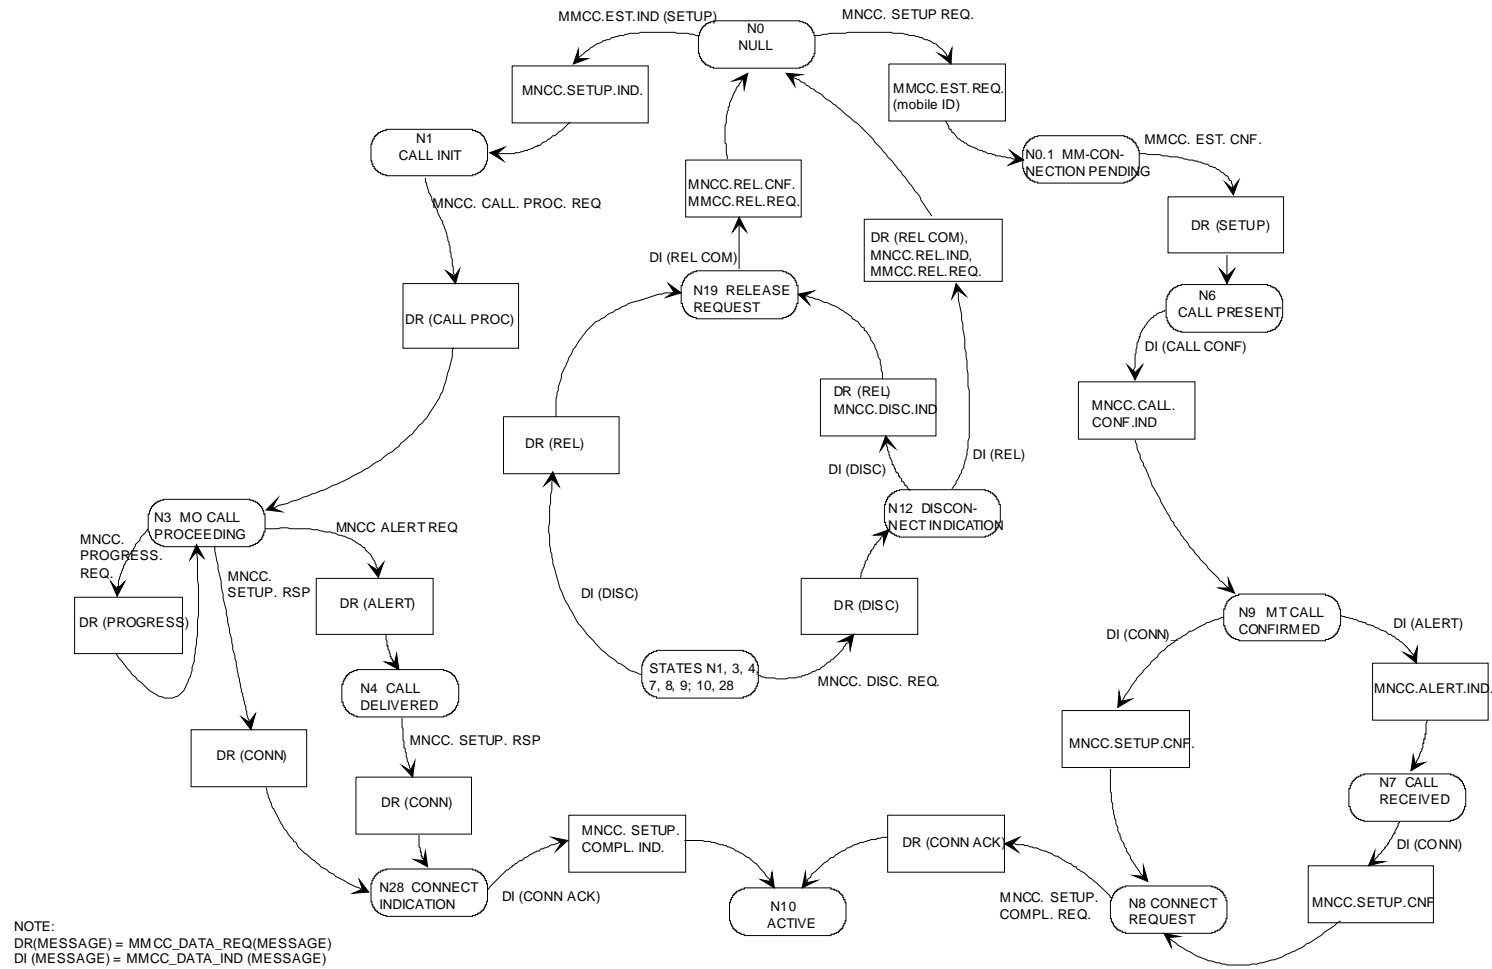 MMCC.EST.IND (SETUP)
N0
NULL
MNCC. SETUP REQ.
MNCC.SETUP.IND.
MMCC.EST.REQ.
(mobile ID)
N1
CALL INIT
N0.1 MM-CON-
NECTION PENDING
MMCC. EST. CNF.
MNCC. CALL. PROC. REQ
MNCC.REL.CNF.
MMCC.REL.REQ.
DR (SETUP)
DR (REL COM),
MNCC.REL.IND,
MMCC.REL.REQ.
DI (REL COM)
N19 RELEASE
REQUEST
N6
CALL PRESENT
DR (CALL PROC)
DI (CALL CONF)
DR (REL)
MNCC.DISC.IND
MNCC.CALL.
CONF.IND
DR (REL)
DI (DISC)
DI (REL)
N3 MO CALL
PROCEEDING
MNCC ALERT REQ
N12 DISCON-
NECT INDICATION
MNCC.
PROGRESS.
REQ.
MNCC.
SETUP. RSP
DR (ALERT)
DI (DISC)
DR (DISC)
DR (PROGRESS)
N9 MT CALL
CONFIRMED
DI (CONN)
DI (ALERT)
STATES N1, 3, 4,
7, 8, 9; 10, 28
MNCC. DISC. REQ.
N4 CALL
DELIVERED
MNCC.ALERT.IND.
MNCC. SETUP. RSP
DR (CONN)
MNCC.SETUP.CNF.
DR (CONN)
N7 CALL
RECEIVED
MNCC. SETUP.
COMPL. IND.
DR (CONN ACK)
DI (CONN)
N28 CONNECT
INDICATION
DI (CONN ACK)
N10
ACTIVE
MNCC. SETUP.
COMPL. REQ.
N8 CONNECT
REQUEST
MNCC.SETUP.CNF
NOTE:
DR(MESSAGE) = MMCC_DATA_REQ(MESSAGE)
DI (MESSAGE) = MMCC_DATA_IND (MESSAGE)